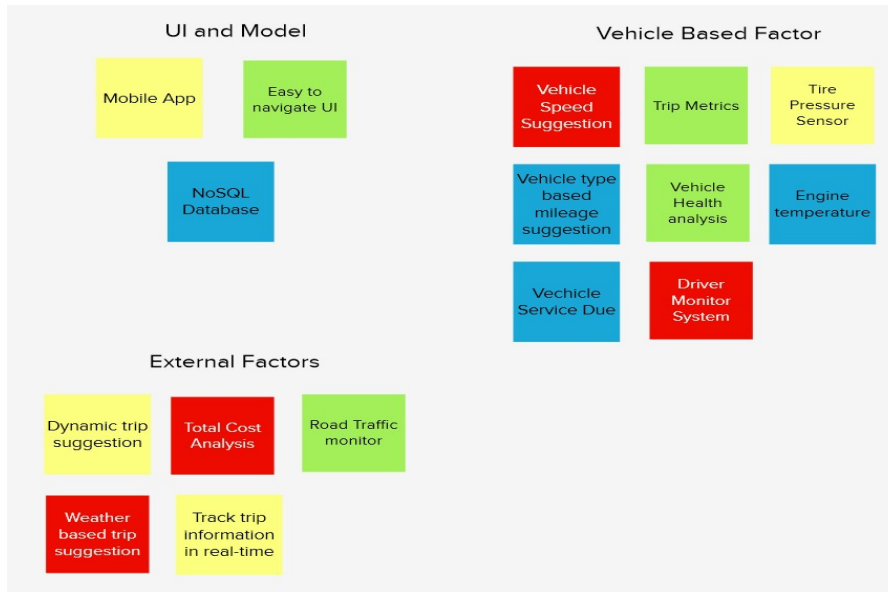 UI and Model
Mobile App
Easy to
navigate UI
NoSQL
Database
Vehicle Based Factor
Vehicle
Speed
Suggestion
Trip Metrics
Tire
Pressure
Sensor
Vehicle type
based
mileage
suggestion
Vehicle
Health
analysis
Engine
temperature
Vechicle
Service Due
Driver
Monitor
System
External Factors
Dynamic trip
suggestion
Total Cost
Analysis
Road Traffic
monitor
Weather
based trip
suggestion
Track trip
information
in real-time